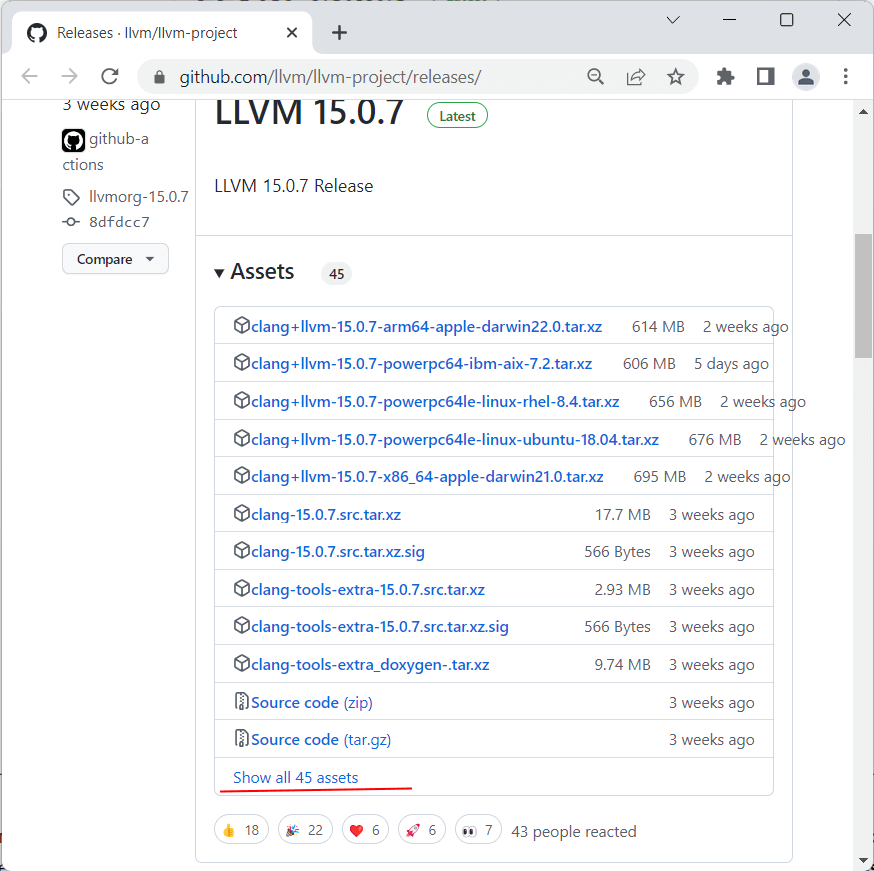 Releases · llvm/llvm-project
github.com/llvm/llvm-project/releases/
3 weeks ago
github-a
ctions
llvmorg-15.0.7
8dfdcc7
Compare
LLVM 15.0.7 Latest
LLVM 15.0.7 Release
Assets 45
clang+llvm-15.0.7-arm64-apple-darwin22.0.tar.xz 614 MB 2 weeks ago
clang+llvm-15.0.7-powerpc64-ibm-aix-7.2.tar.xz 606 MB 5 days ago
clang+llvm-15.0.7-powerpc64le-linux-rhel-8.4.tar.xz 656 MB 2 weeks ago
clang+llvm-15.0.7-powerpc64le-linux-ubuntu-18.04.tar.xz 676 MB 2 weeks ago
clang+llvm-15.0.7-x86_64-apple-darwin21.0.tar.xz 695 MB 2 weeks ago
clang-15.0.7.src.tar.xz 17.7 MB 3 weeks ago
clang-15.0.7.src.tar.xz.sig 566 Bytes 3 weeks ago
clang-tools-extra-15.0.7.src.tar.xz 2.93 MB 3 weeks ago
clang-tools-extra-15.0.7.src.tar.xz.sig 566 Bytes 3 weeks ago
clang-tools-extra_doxygen-.tar.xz 9.74 MB 3 weeks ago
Source code (zip) 3 weeks ago
Source code (tar.gz) 3 weeks ago
Show all 45 assets
18 22 6 6 7 43 people reacted